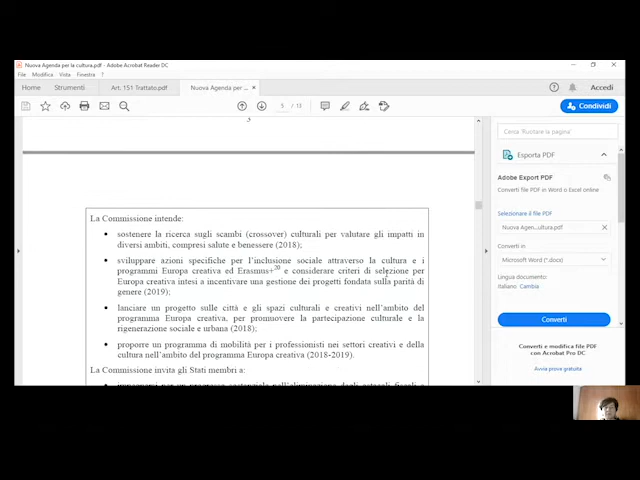 Nuova Agenda per la cultura.pdf - Adobe Acrobat Reader DC
File Modifica Vista Finestra ?
Home Strumenti Art. 151 Trattato.pdf Nuova Agenda per ... × Accedi
5 / 13 Condividi
3
La Commissione intende:
• sostenere la ricerca sugli scambi (crossover) culturali per valutare gli impatti in
diversi ambiti, compresi salute e benessere (2018);
• sviluppare azioni specifiche per l'inclusione sociale attraverso la cultura e i
programmi Europa creativa ed Erasmus+20 e considerare criteri di selezione per
Europa creativa intesi a incentivare una gestione dei progetti fondata sulla parità di
genere (2019);
• lanciare un progetto sulle città e gli spazi culturali e creativi nell'ambito del
programma Europa creativa, per promuovere la partecipazione culturale e la
rigenerazione sociale e urbana (2018);
• proporre un programma di mobilità per i professionisti nei settori creativi e della
cultura nell'ambito del programma Europa creativa (2018-2019).
La Commissione invita gli Stati membri a:
Cerca 'Ruotare la pagina'
Esporta PDF
Adobe Export PDF
Converti file PDF in Word o Excel online
Selezionare il file PDF
Nuova Agen...ultura.pdf ×
Converti in
Microsoft Word (*.docx)
Lingua documento:
Italiano Cambia
Converti
Converti e modifica file PDF
con Acrobat Pro DC
Avvia prova gratuita